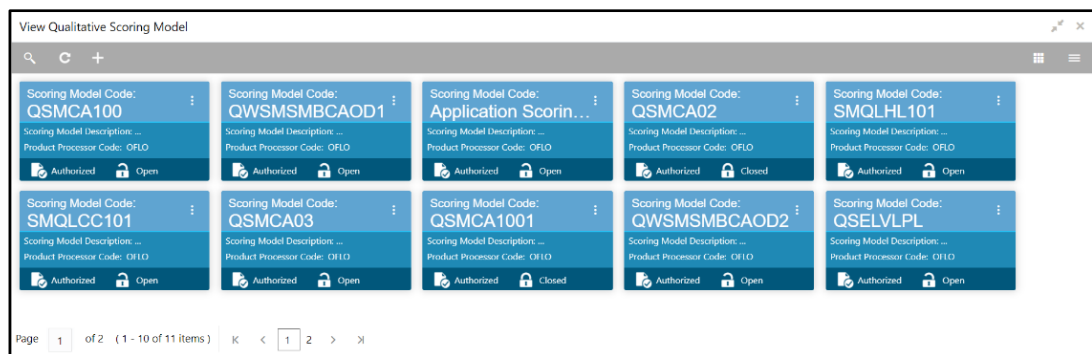 View Qualitative Scoring Model
Scoring Model Code:
QSMCA100
Scoring Model Description: ...
Product Processor Code: OFLO
Authorized Open
Scoring Model Code:
QWSMSMBCAOD1
Scoring Model Description: ...
Product Processor Code: OFLO
Authorized Open
Scoring Model Code:
Application Scorin...
Scoring Model Description: ...
Product Processor Code: OFLO
Authorized Open
Scoring Model Code:
QSMCA02
Scoring Model Description: ...
Product Processor Code: OFLO
Authorized Closed
Scoring Model Code:
SMQLHL101
Scoring Model Description: ...
Product Processor Code: OFLO
Authorized Open
Scoring Model Code:
SMQLCC101
Scoring Model Description: ...
Product Processor Code: OFLO
Authorized Open
Scoring Model Code:
QSMCA03
Scoring Model Description: ...
Product Processor Code: OFLO
Authorized Open
Scoring Model Code:
QSMCA1001
Scoring Model Description: ...
Product Processor Code: OFLO
Authorized Closed
Scoring Model Code:
QWSMSMBCAOD2
Scoring Model Description: ...
Product Processor Code: OFLO
Authorized Open
Scoring Model Code:
QSELVLPL
Scoring Model Description: ...
Product Processor Code: OFLO
Authorized Open
Page 1 of 2 ( 1 - 10 of 11 items ) 1 2